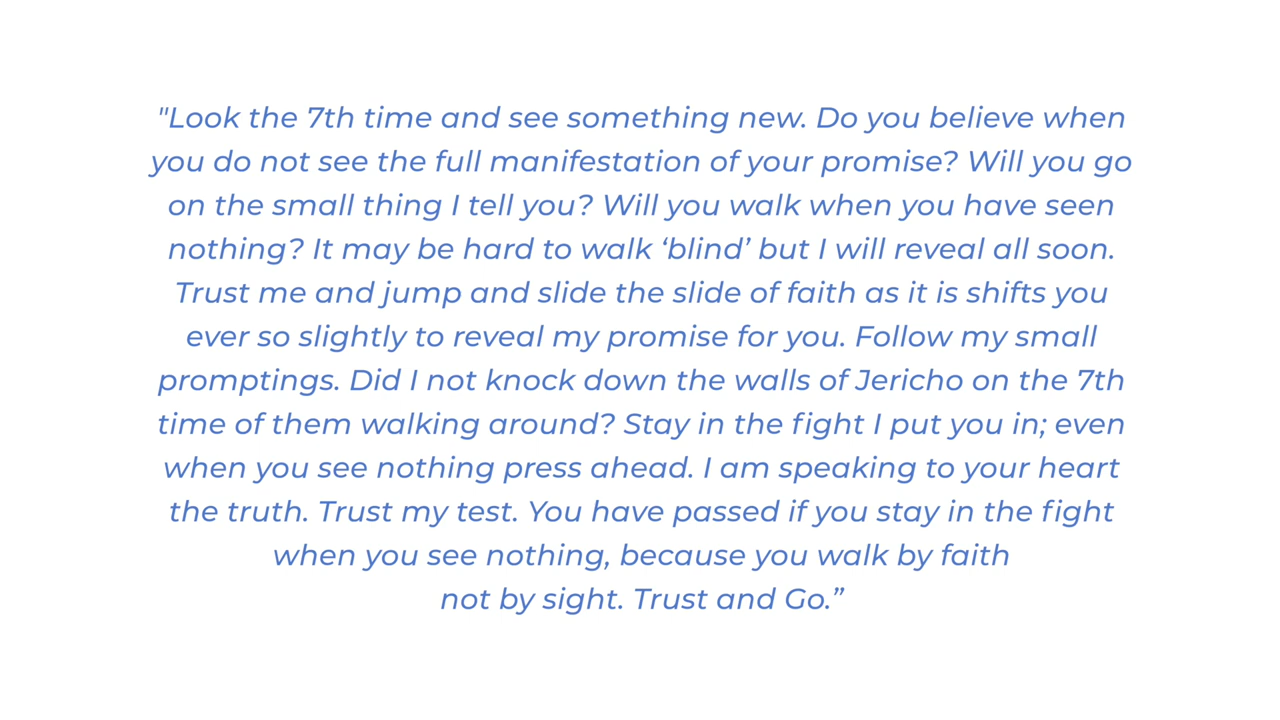 "Look the 7th time and see something new. Do you believe when
you do not see the full manifestation of your promise? Will you go
on the small thing I tell you? Will you walk when you have seen
nothing? It may be hard to walk ‘blind’ but I will reveal all soon.
Trust me and jump and slide the slide of faith as it is shifts you
ever so slightly to reveal my promise for you. Follow my small
promptings. Did I not knock down the walls of Jericho on the 7th
time of them walking around? Stay in the fight I put you in; even
when you see nothing press ahead. I am speaking to your heart
the truth. Trust my test. You have passed if you stay in the fight
when you see nothing, because you walk by faith
not by sight. Trust and Go.”